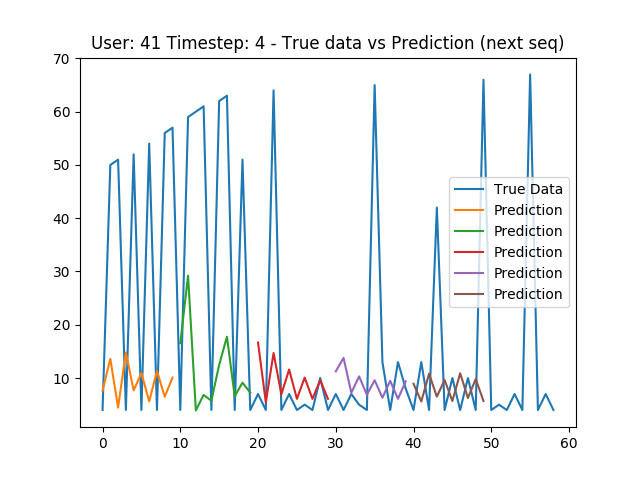 User: 41 Timestep: 4 - True data vs Prediction (next seq)
70
60
50
40
30
20
10
True Data
Prediction
Prediction
Prediction
Prediction
Prediction
0 10 20 30 40 50 60